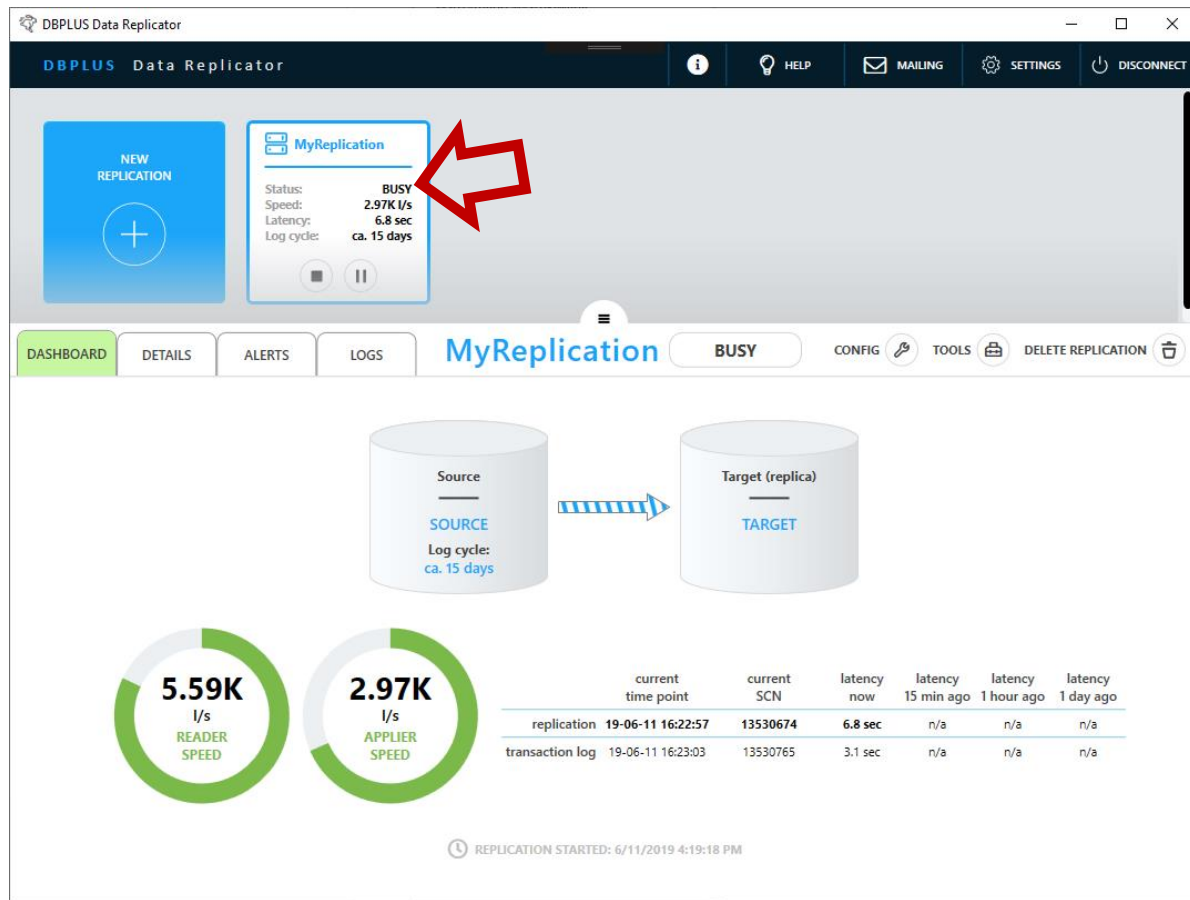 DBPLUS Data Replicator
DBPLUS Data Replicator
HELP
MAILING
SETTINGS
DISCONNECT
NEW
REPLICATION
MyReplication
Status: BUSY
Speed: 2.97K l/s
Latency: 6.8 sec
Log cycle: ca. 15 days
DASHBOARD
DETAILS
ALERTS
LOGS
MyReplication
BUSY
CONFIG
TOOLS
DELETE REPLICATION
Source
SOURCE
Log cycle:
ca. 15 days
Target (replica)
TARGET
5.59K
l/s
READER
SPEED
2.97K
l/s
APPLIER
SPEED
current current latency latency latency latency
time point SCN now 15 min ago 1 hour ago 1 day ago
replication 19-06-11 16:22:57 13530674 6.8 sec n/a n/a n/a
transaction log 19-06-11 16:23:03 13530765 3.1 sec n/a n/a n/a
REPLICATION STARTED: 6/11/2019 4:19:18 PM